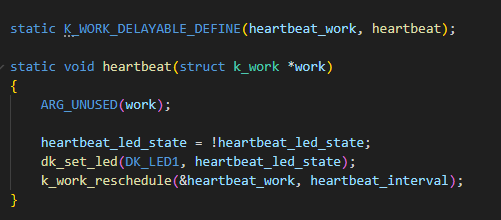 static K_WORK_DELAYABLE_DEFINE(heartbeat_work, heartbeat);
static void heartbeat(struct k_work *work)
{
ARG_UNUSED(work);
heartbeat_led_state = !heartbeat_led_state;
dk_set_led(DK_LED1, heartbeat_led_state);
k_work_reschedule(&heartbeat_work, heartbeat_interval);
}